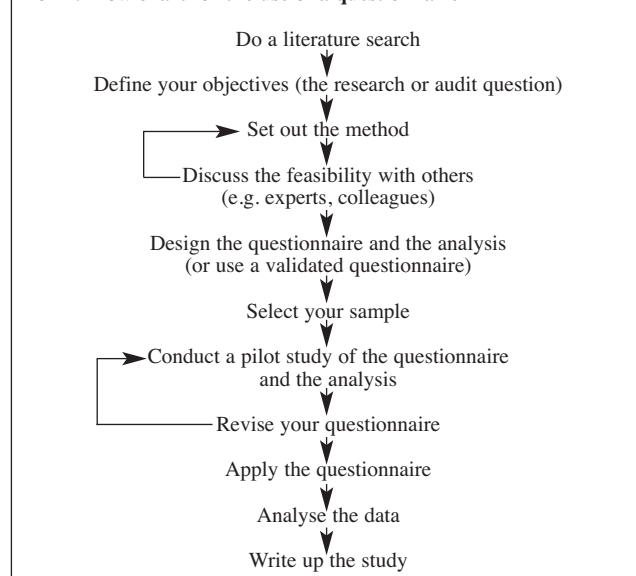 Do a literature search
Define your objectives (the research or audit question)
Set out the method
Discuss the feasibility with others
(e.g. experts, colleagues)
Design the questionnaire and the analysis
(or use a validated questionnaire)
Select your sample
Conduct a pilot study of the questionnaire
and the analysis
Revise your questionnaire
Apply the questionnaire
Analyse the data
Write up the study